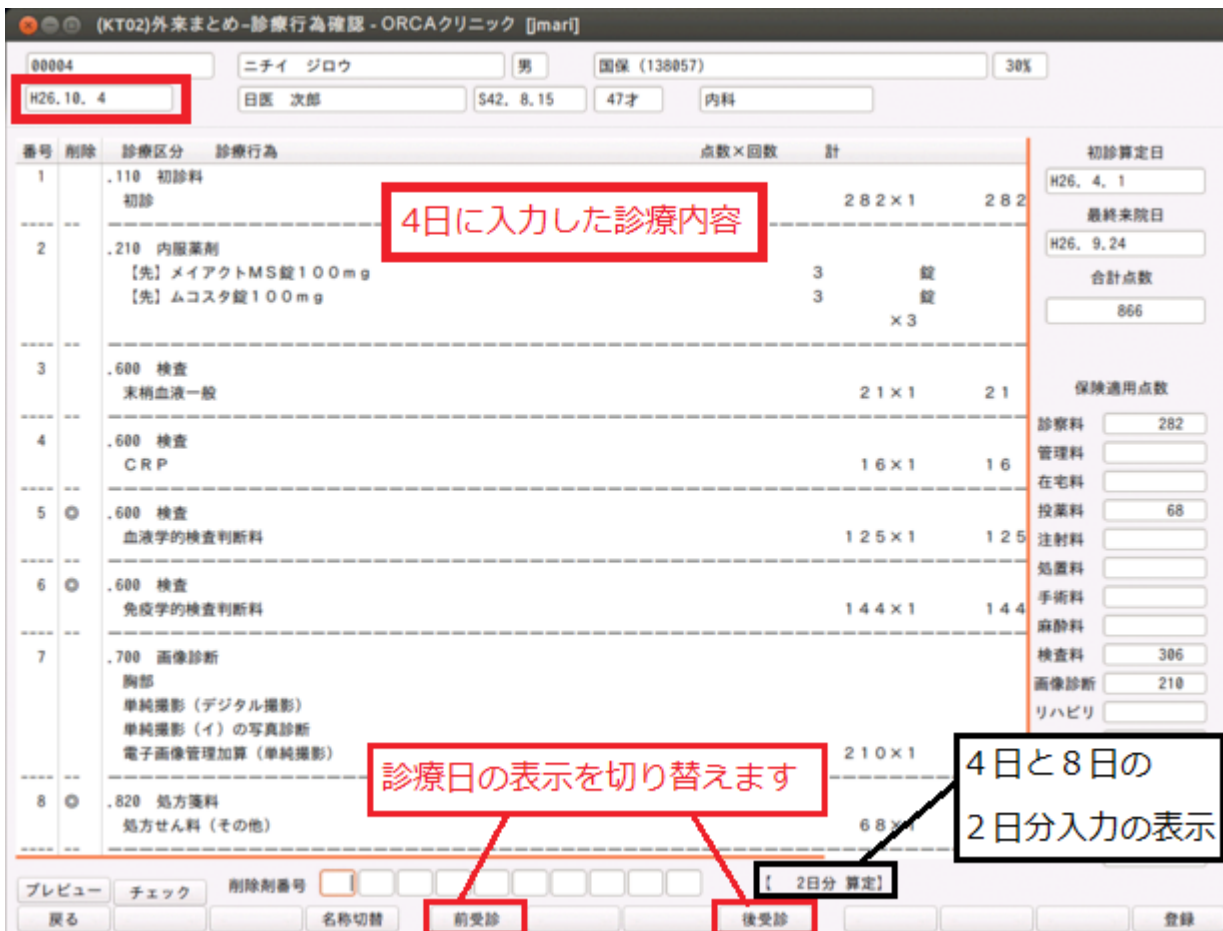 (KT02)外来まとめ−診療行為確認 - ORCAクリニック [jmari]
00004 ニチイ ジロウ 男 国保 (138057) 30%
H26.10. 4 日医 次郎 S42. 8.15 47才 内科
番号 削除 診療区分 診療行為 点数×回数 計
1 .110 初診料
初診 282×1 282
4日に入力した診療内容
2 .210 内服薬剤
【先】メイアクトMS錠100mg 3 錠
【先】ムコスタ錠100mg 3 錠
×3
3 .600 検査
末梢血液一般 21×1 21
4 .600 検査
CRP 16×1 16
5 ◎ .600 検査
血液学的検査判断料 125×1 125
6 ◎ .600 検査
免疫学的検査判断料 144×1 144
7 .700 画像診断
胸部
単純撮影(デジタル撮影)
単純撮影(イ)の写真診断
電子画像管理加算(単純撮影) 210×1
診療日の表示を切り替えます
8 ◎ .820 処方箋料
処方せん料(その他) 68×1
初診算定日
H26. 4. 1
最終来院日
H26. 9.24
合計点数
866
保険適用点数
診察料 282
管理料
在宅料
投薬料 68
注射料
処置料
手術料
麻酔料
検査料 306
画像診断 210
リハビリ
4日と8日の
2日分入力の表示
プレビュー チェック 削除剤番号 【 2日分 算定】
戻る 名称切替 前受診 後受診 登録